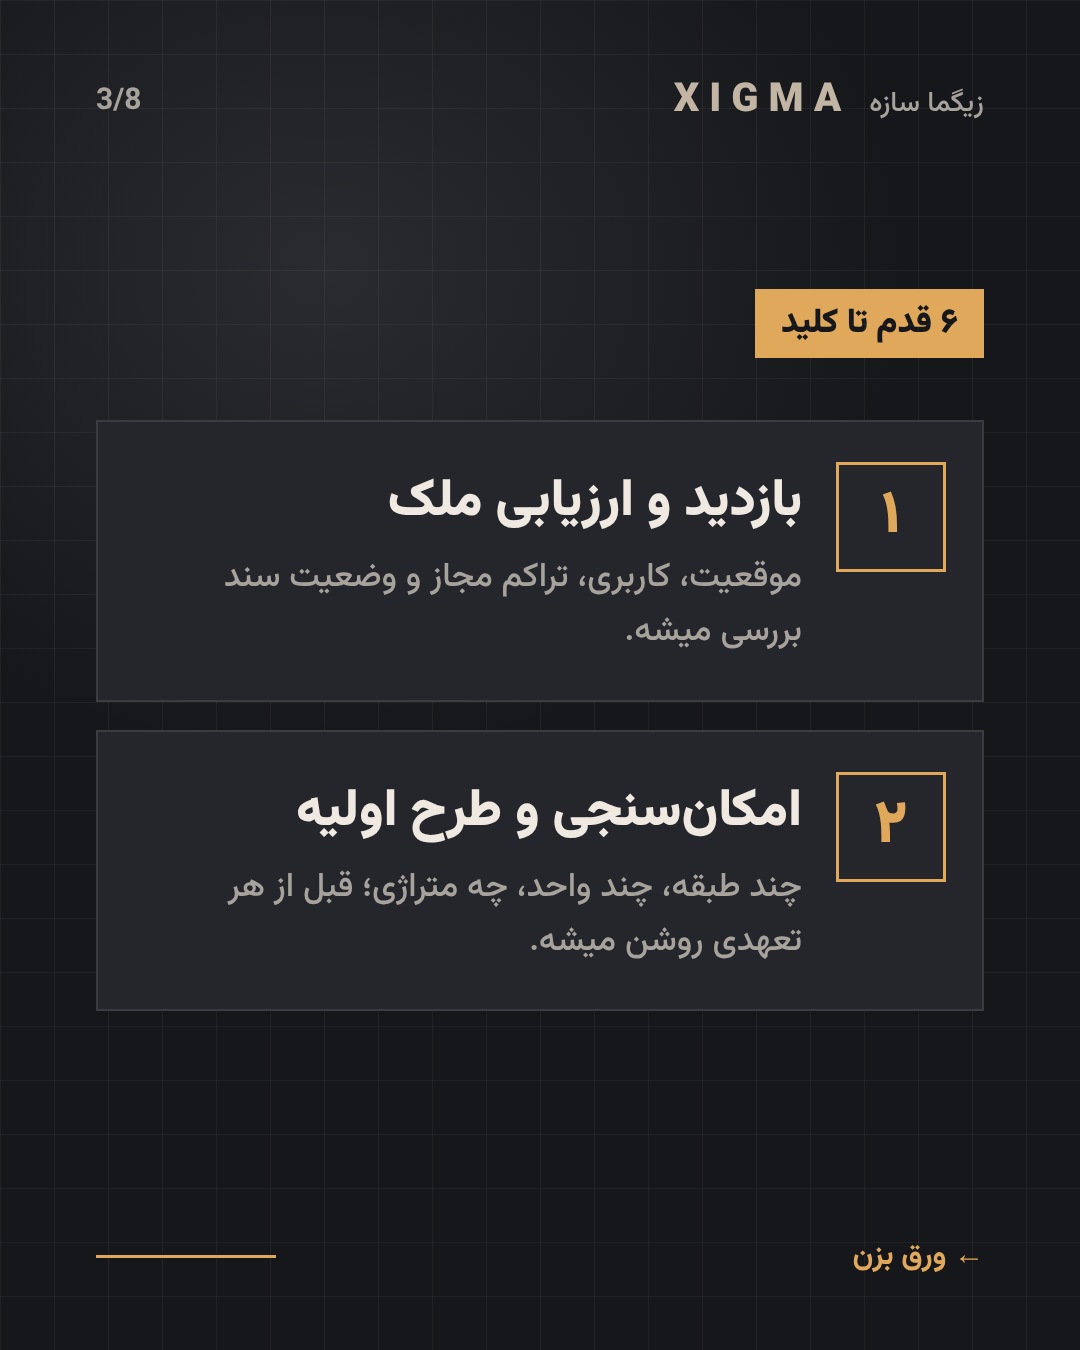 زیگما سازه XIGMA
3/8
۶ قدم تا کلید
۱
بازدید و ارزیابی ملک
موقعیت، کاربری، تراکم مجاز و وضعیت سند
بررسی میشه.
۲
امکان‌سنجی و طرح اولیه
چند طبقه، چند واحد، چه متراژی؛ قبل از هر
تعهدی روشن میشه.
← ورق بزن